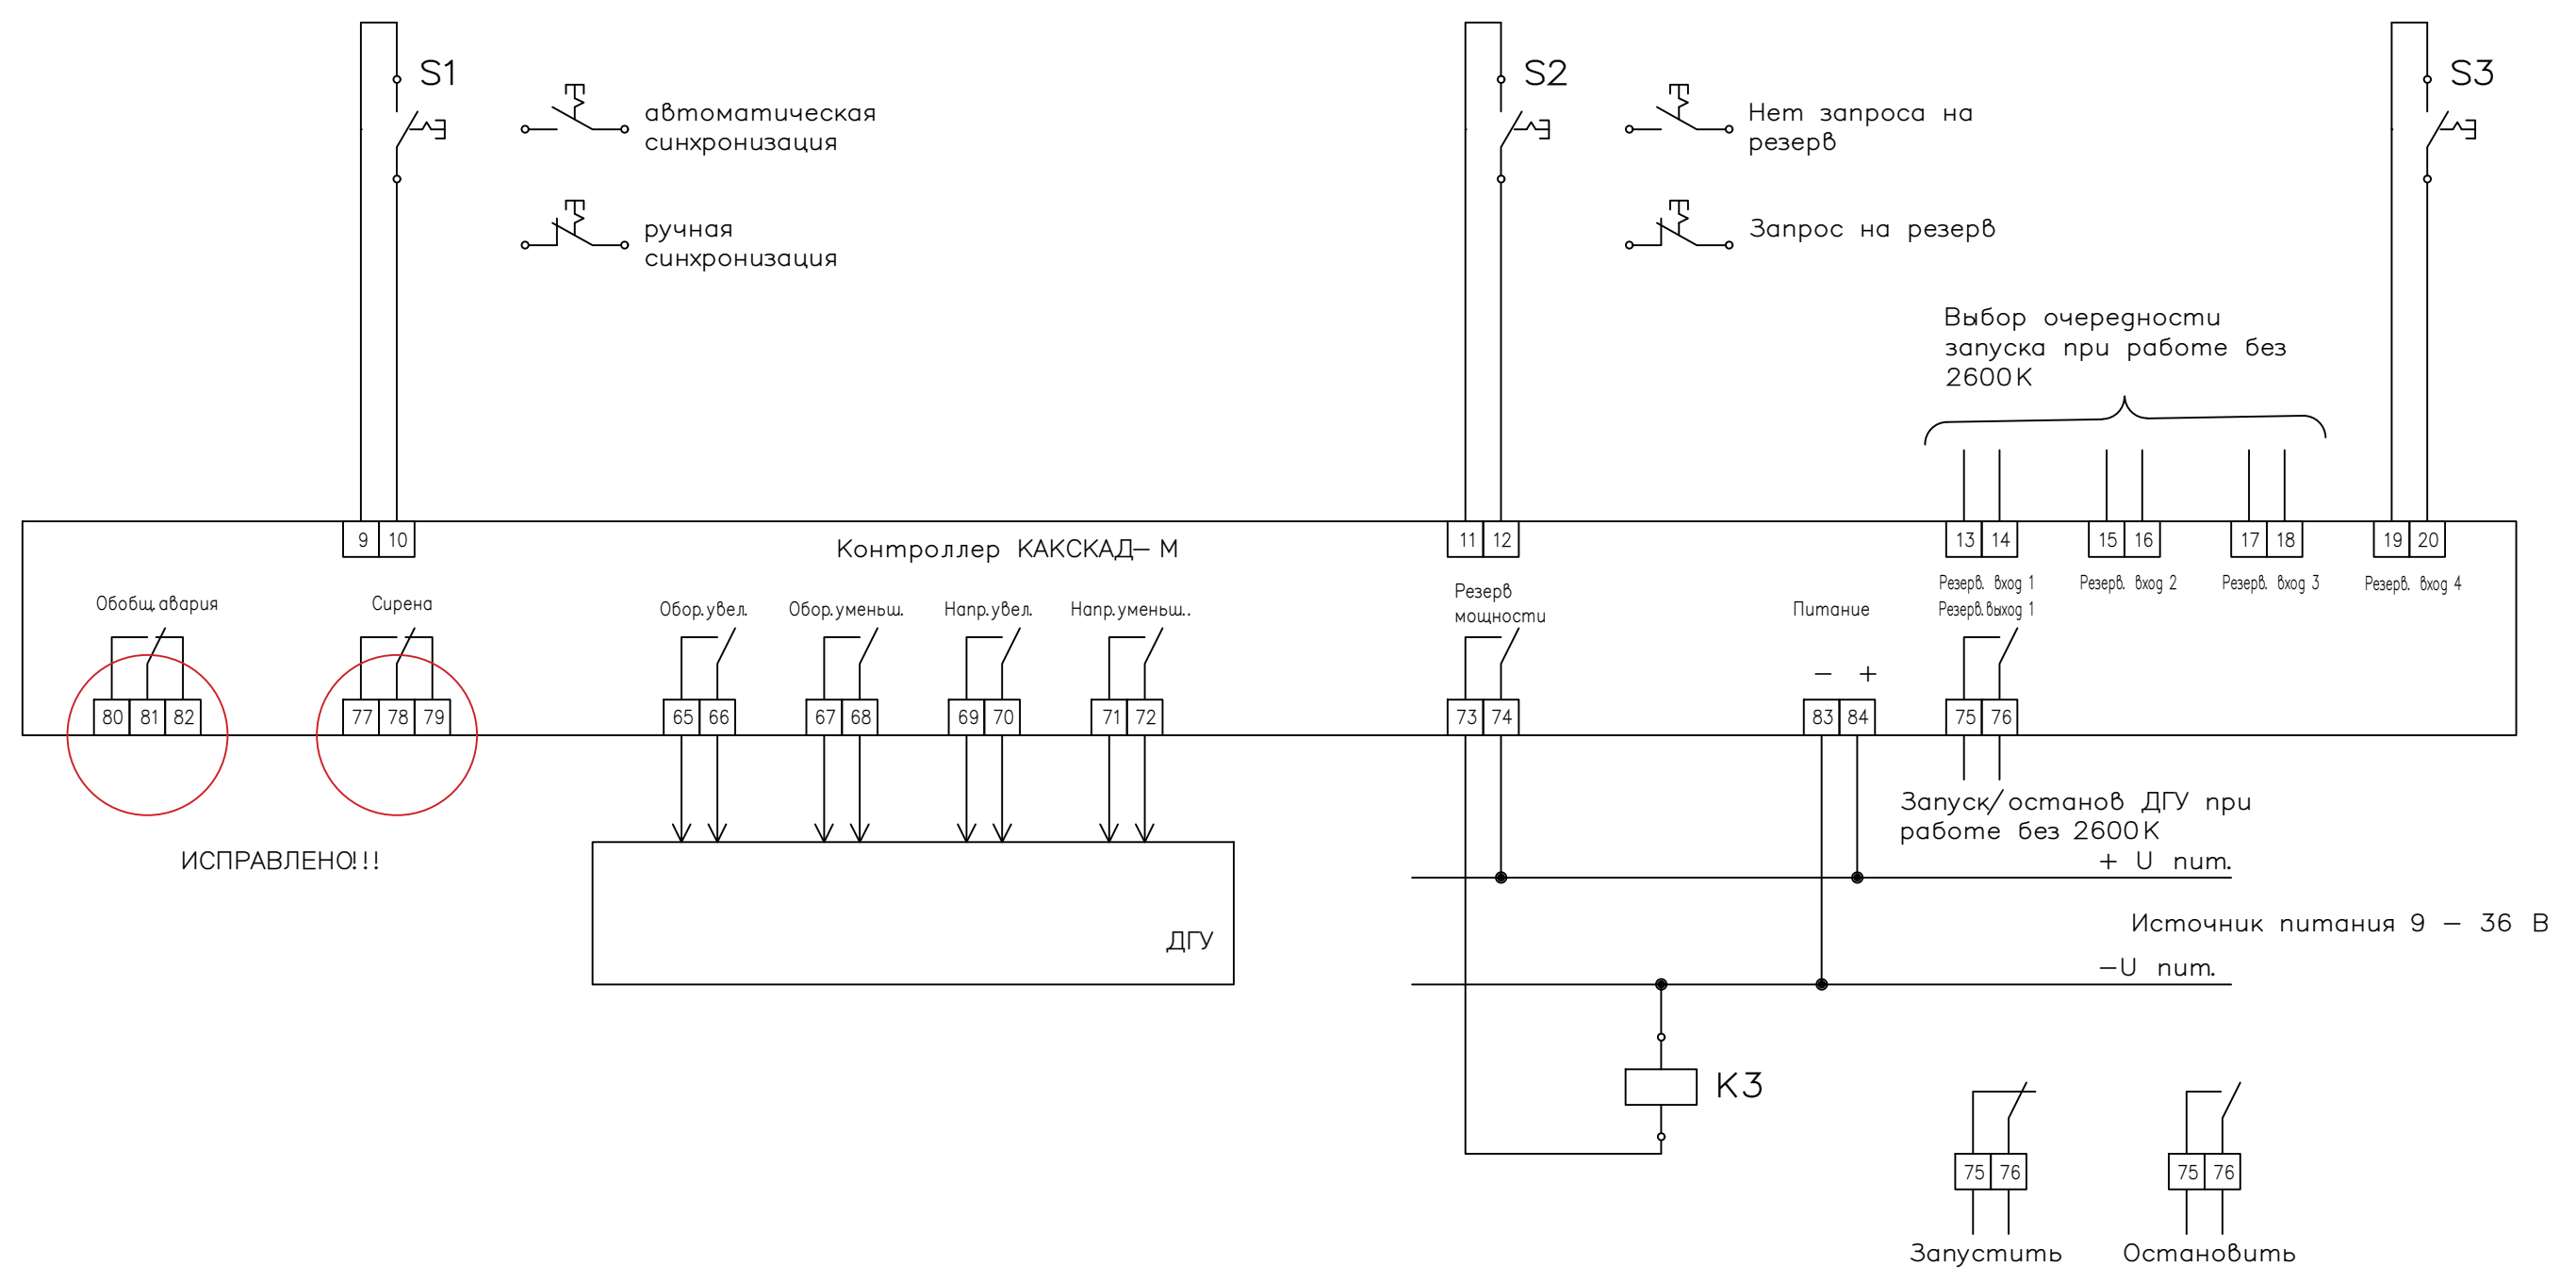 S1
автоматическая
синхронизация
ручная
синхронизация
S2
Нет запроса на
резерв
Запрос на резерв
S3
Выбор очередности
запуска при работе без
2600К
9 10
11 12
13 14
15 16
17 18
19 20
Контроллер КАКСКАД– М
Резерв. вход 1
Резерв. вход 2
Резерв. вход 3
Резерв. вход 4
Обобщ.авария
Сирена
Обор.увел.
Обор.уменьш.
Напр.увел.
Напр.уменьш..
Резерв
мощности
Питание
– +
Резерв.выход 1
80 81 82
77 78 79
65 66
67 68
69 70
71 72
73 74
83 84
75 76
ИСПРАВЛЕНО!!!
Запуск/останов ДГУ при
работе без 2600К
+ U пит.
Источник питания 9 – 36 В
–U пит.
ДГУ
К3
75 76
75 76
Запустить
Остановить